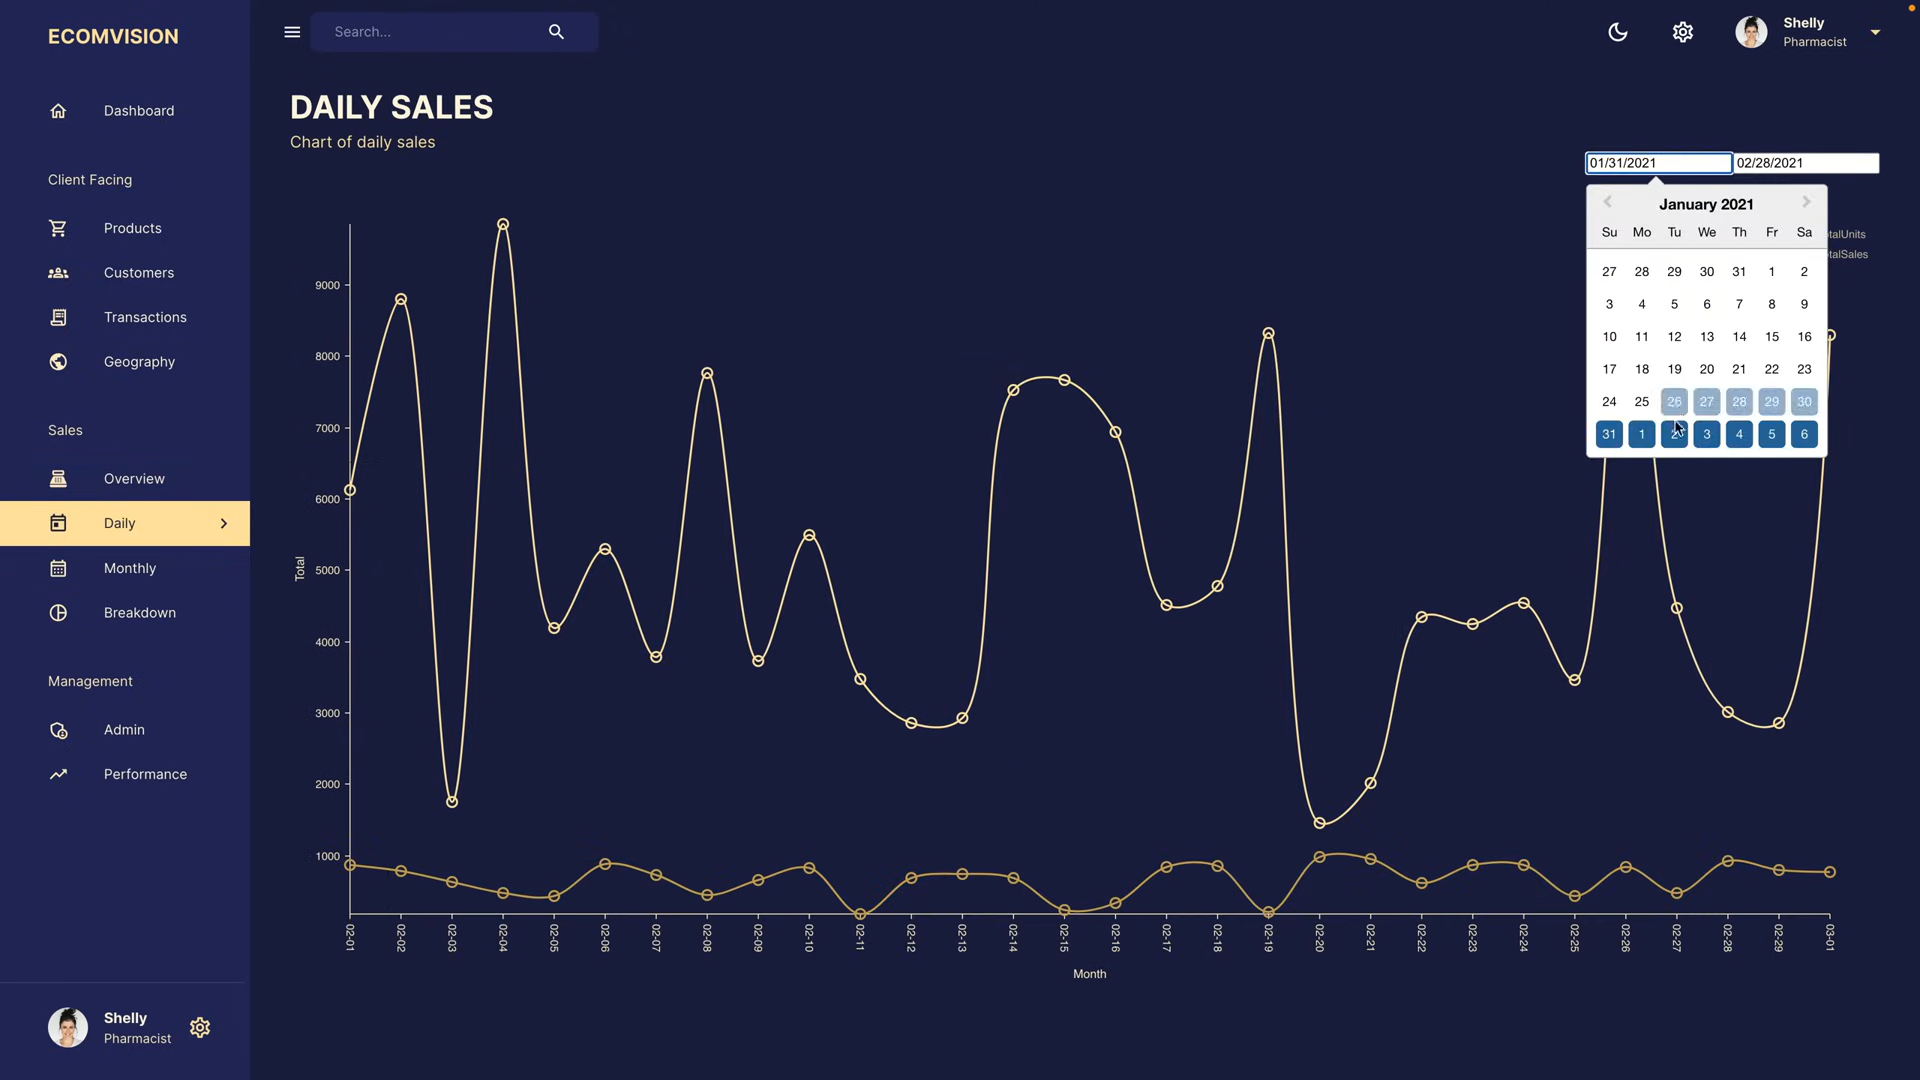 ECOMVISION
Search...
Shelly
Pharmacist
Dashboard
Client Facing
Products
Customers
Transactions
Geography
Sales
Overview
Daily
Monthly
Breakdown
Management
Admin
Performance
Shelly
Pharmacist
DAILY SALES
Chart of daily sales
01/31/2021 02/28/2021
January 2021
Su Mo Tu We Th Fr Sa
27 28 29 30 31 1 2
3 4 5 6 7 8 9
10 11 12 13 14 15 16
17 18 19 20 21 22 23
24 25 26 27 28 29 30
31 1 2 3 4 5 6
talUnits
talSales
9000
8000
7000
6000
5000
4000
3000
2000
1000
Total
02-01 02-02 02-03 02-04 02-05 02-06 02-07 02-08 02-09 02-10 02-11 02-12 02-13 02-14 02-15 02-16 02-17 02-18 02-19 02-20 02-21 02-22 02-23 02-24 02-25 02-26 02-27 02-28 02-29 03-01
Month